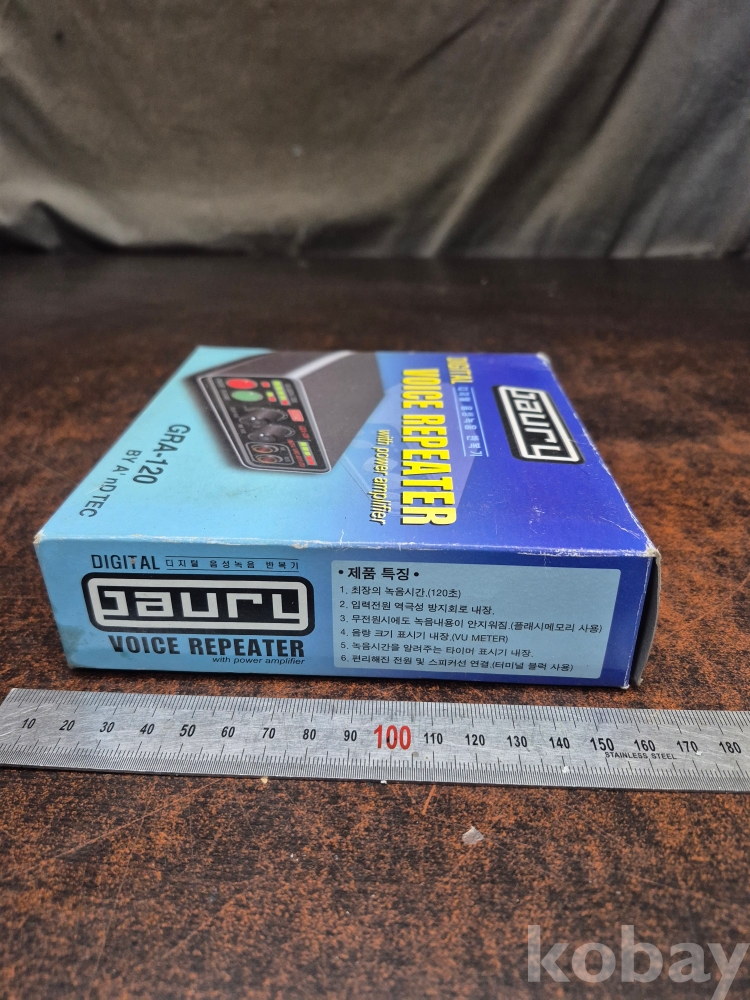 GAURY
DIGITAL
디지털 음성녹음 반복기
VOICE REPEATER
with power amplifier
GRA-120
BY A'nD TEC
DIGITAL 디지털 음성녹음 반복기
GAURY
VOICE REPEATER
with power amplifier
• 제품 특징 •
1. 최장의 녹음시간.(120초)
2. 입력전원 역극성 방지회로 내장.
3. 무전원시에도 녹음내용이 안지워짐.(플래시메모리 사용)
4. 음량 크기 표시기 내장.(VU METER)
5. 녹음시간을 알려주는 타이머 표시기 내장.
6. 편리해진 전원 및 스피커선 연결.(터미널 블럭 사용)
10 20 30 40 50 60 70 80 90 100 110 120 130 140 150 160 170 180
STAINLESS STEEL
kobay